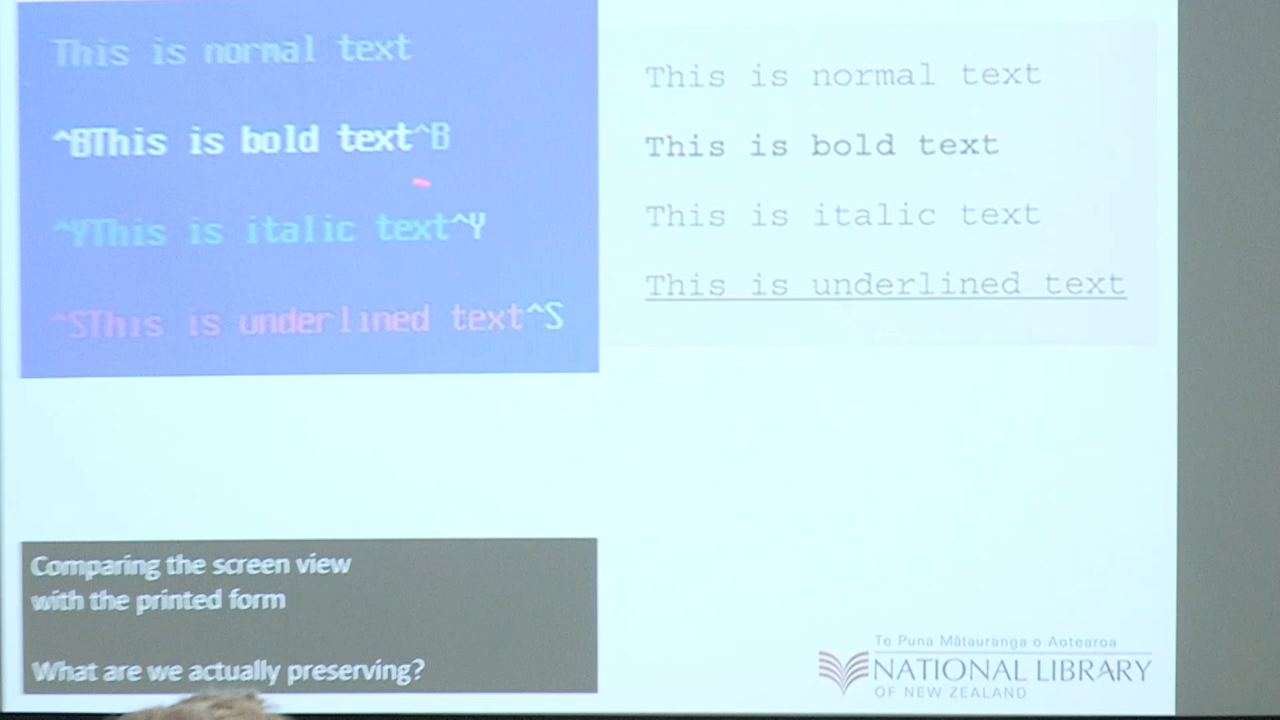 This is normal text
^BThis is bold text^B
^YThis is italic text^Y
^SThis is underlined text^S
This is normal text
This is bold text
This is italic text
This is underlined text
Comparing the screen view
with the printed form
What are we actually preserving?
Te Puna Mātauranga o Aotearoa
NATIONAL LIBRARY
OF NEW ZEALAND